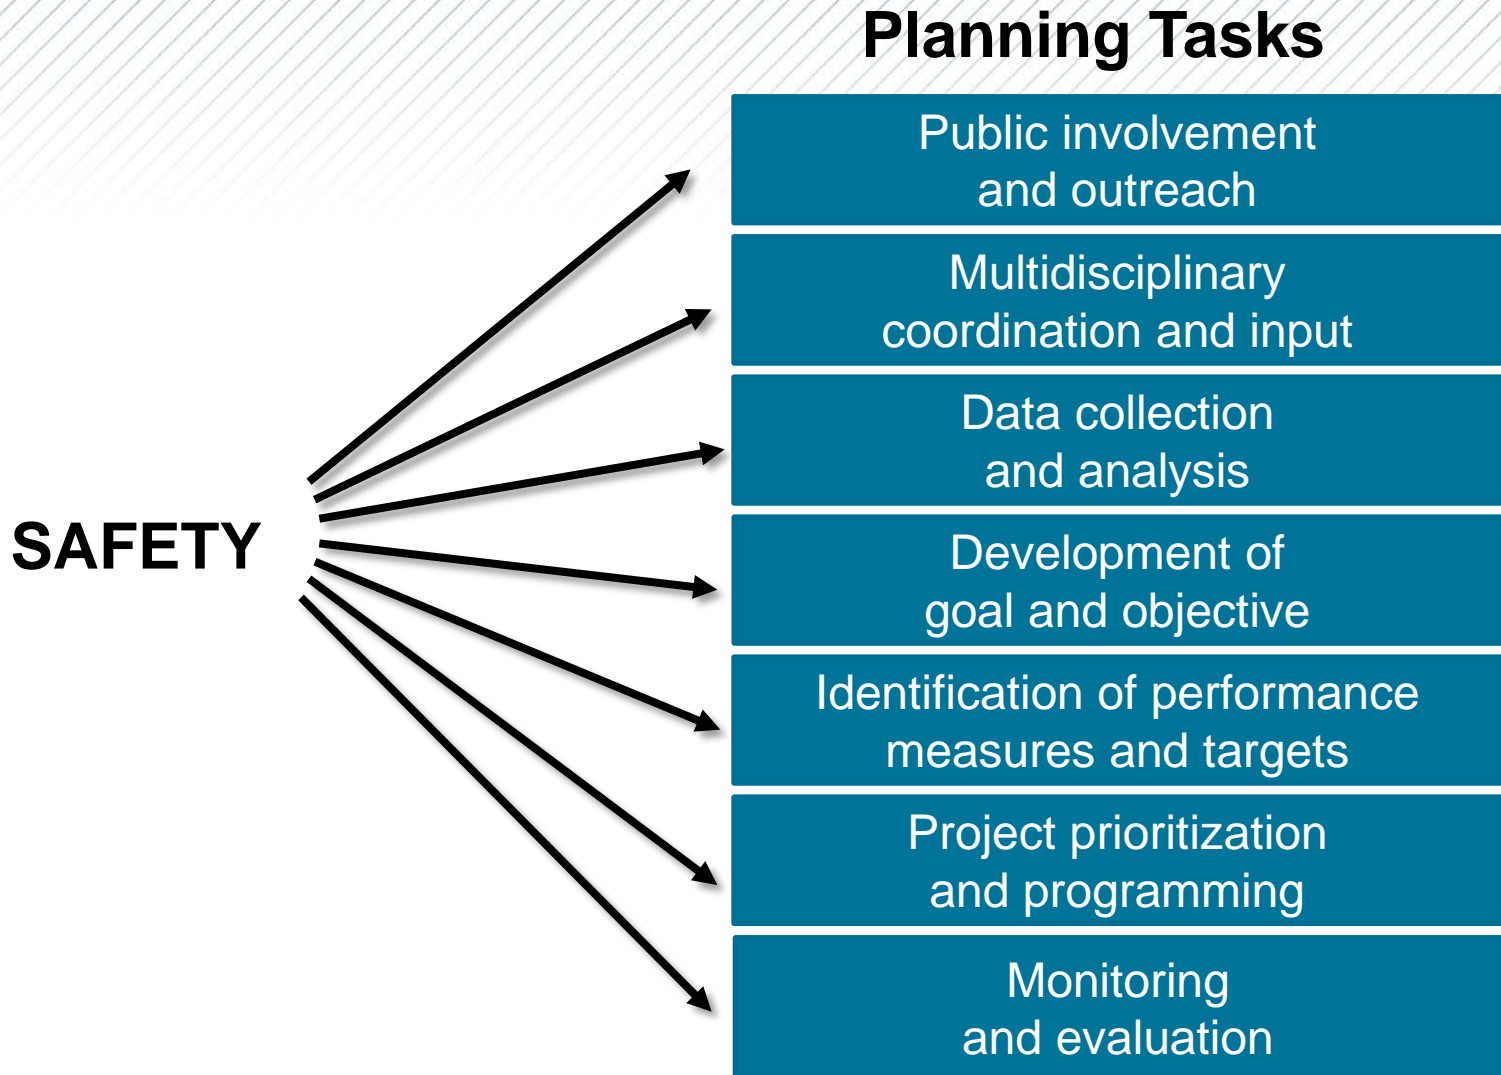 Planning Tasks
Public involvement
and outreach
Multidisciplinary
coordination and input
Data collection
and analysis
SAFETY
Development of
goal and objective
Identification of performance
measures and targets
Project prioritization
and programming
Monitoring
and evaluation